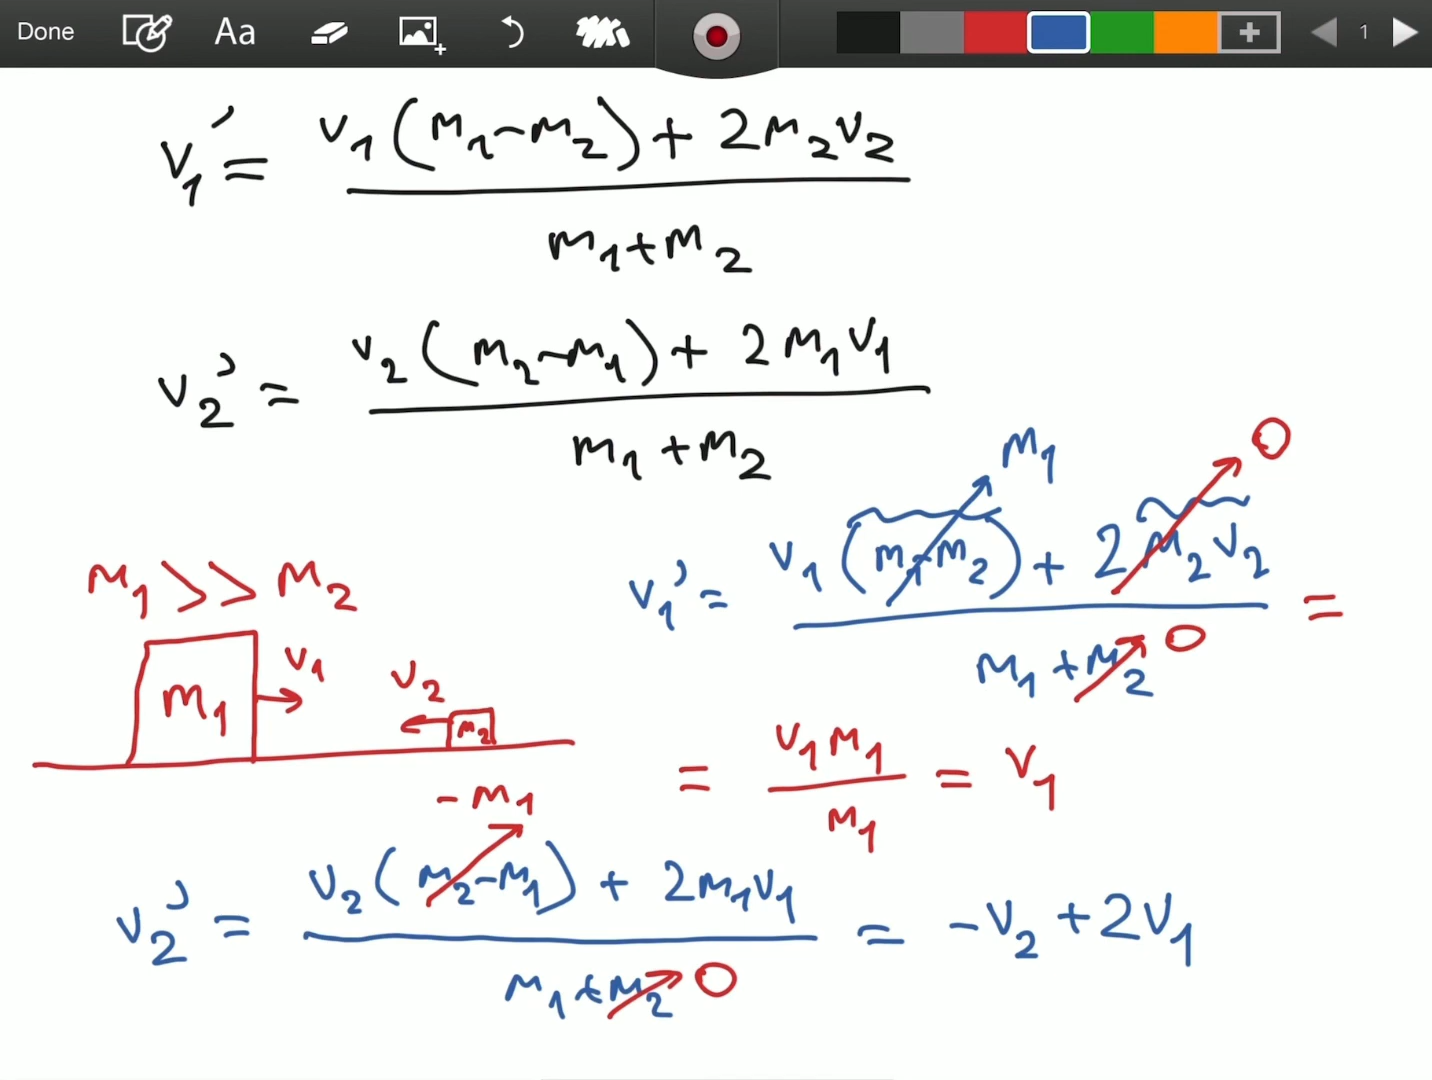 Done Aa 1
v₁' = (v₁(m₁-m₂) + 2m₂v₂) / (m₁+m₂)
v₂' = (v₂(m₂-m₁) + 2m₁v₁) / (m₁+m₂)
m₁ 0
m₁ >> m₂
v₁' = (v₁(m₁-m₂) + 2m₂v₂) / (m₁+m₂) =
0
m₁ v₁ v₂ m₂
= v₁m₁ / m₁ = v₁
-m₁
v₂' = (v₂(m₂-m₁) + 2m₁v₁) / (m₁+m₂) = -v₂+2v₁
0